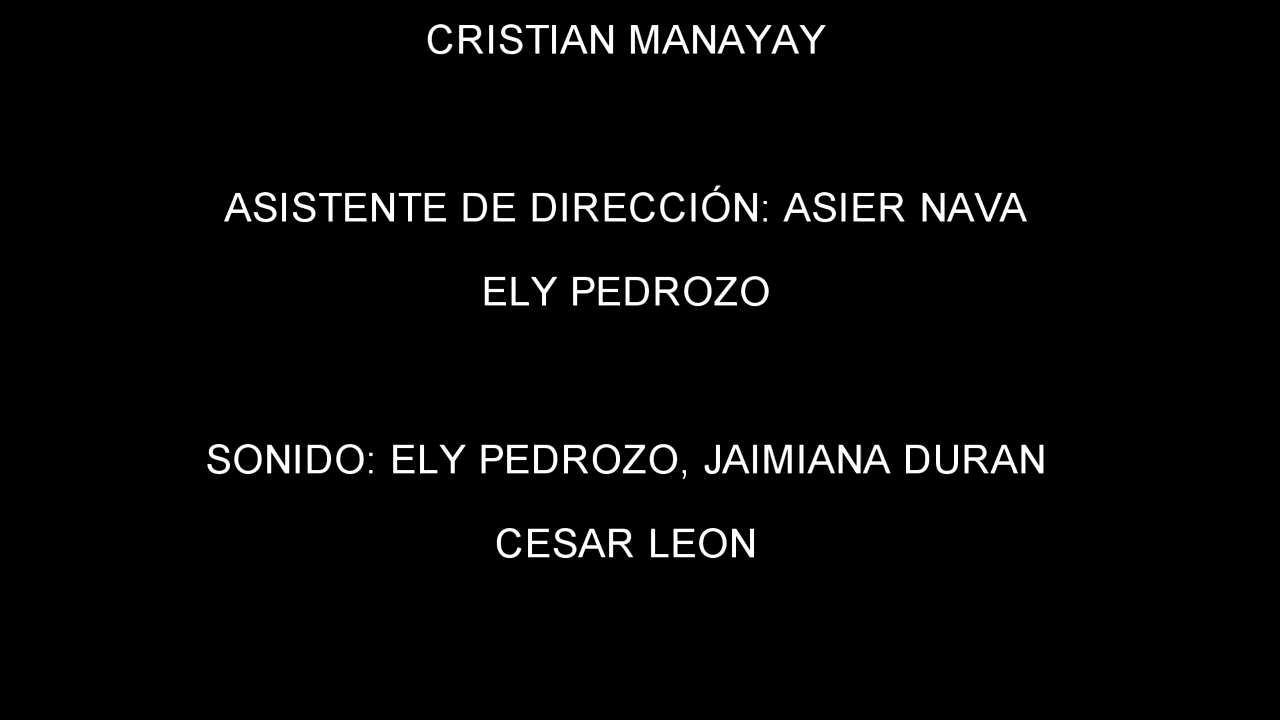 CRISTIAN MANAYAY
ASISTENTE DE DIRECCIÓN: ASIER NAVA
ELY PEDROZO
SONIDO: ELY PEDROZO, JAIMIANA DURAN
CESAR LEON